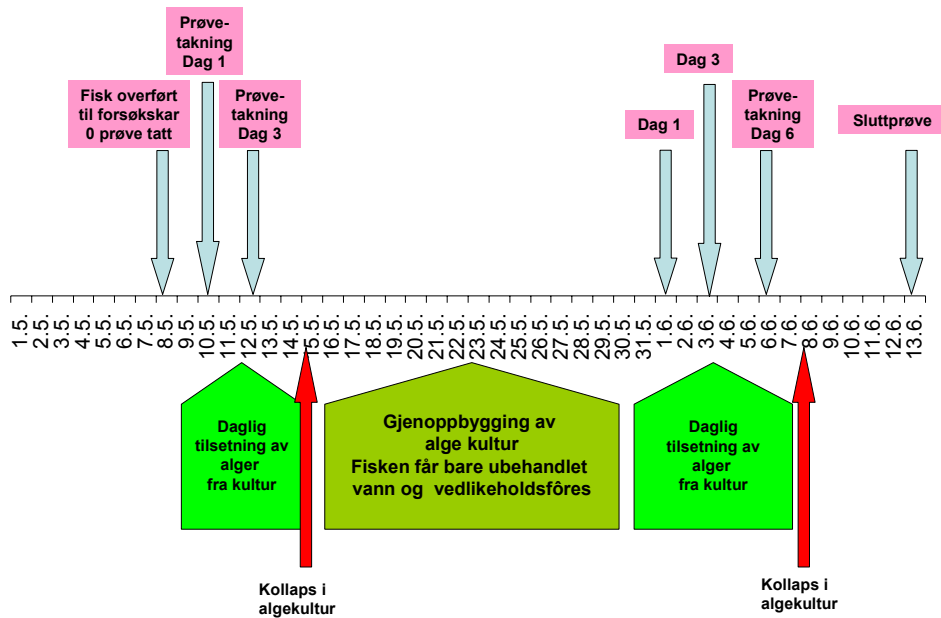 Prøve-
takning
Dag 1
Fisk overført
til forsøkskar
0 prøve tatt
Prøve-
takning
Dag 3
Dag 3
Dag 1
Prøve-
takning
Dag 6
Sluttprøve
1.5.
2.5.
3.5.
4.5.
5.5.
6.5.
7.5.
8.5.
9.5.
10.5.
11.5.
12.5.
13.5.
14.5.
15.5.
16.5.
17.5.
18.5.
19.5.
20.5.
21.5.
22.5.
23.5.
24.5.
25.5.
26.5.
27.5.
28.5.
29.5.
30.5.
31.5.
1.6.
2.6.
3.6.
4.6.
5.6.
6.6.
7.6.
8.6.
9.6.
10.6.
11.6.
12.6.
13.6.
Daglig
tilsetning av
alger
fra kultur
Gjenoppbygging av
alge kultur
Fisken får bare ubehandlet
vann og vedlikeholdsfôres
Daglig
tilsetning av
alger
fra kultur
Kollaps i
algekultur
Kollaps i
algekultur